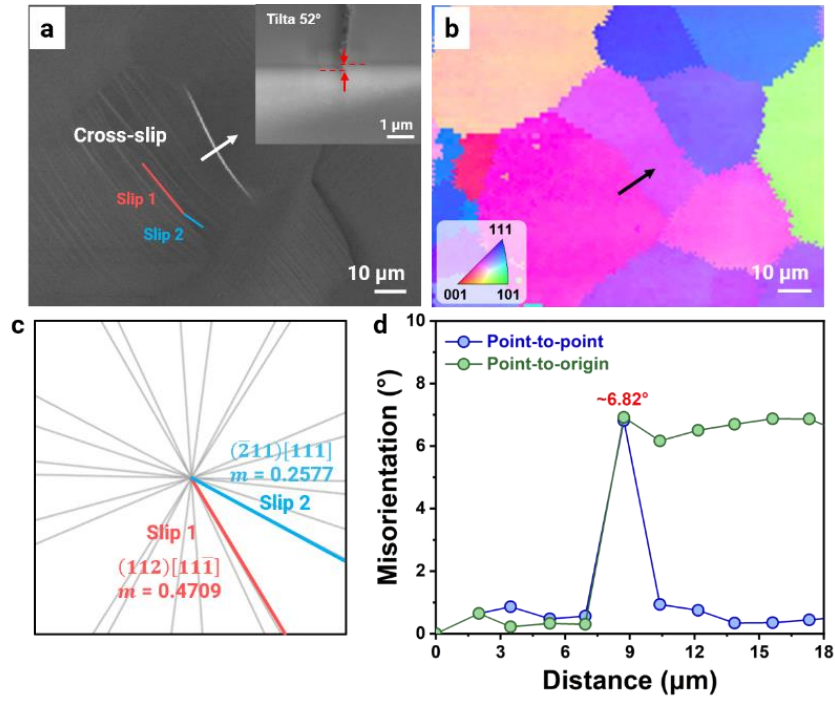 a
Tilta 52°
1 μm
Cross-slip
Slip 1
Slip 2
10 μm
b
111
001
101
10 μm
c
(2̅11)[111]
m = 0.2577
Slip 2
Slip 1
(112)[111̅]
m = 0.4709
d
Point-to-point
Point-to-origin
~6.82°
Misorientation (°)
10
8
6
4
2
0
0 3 6 9 12 15 18
Distance (μm)